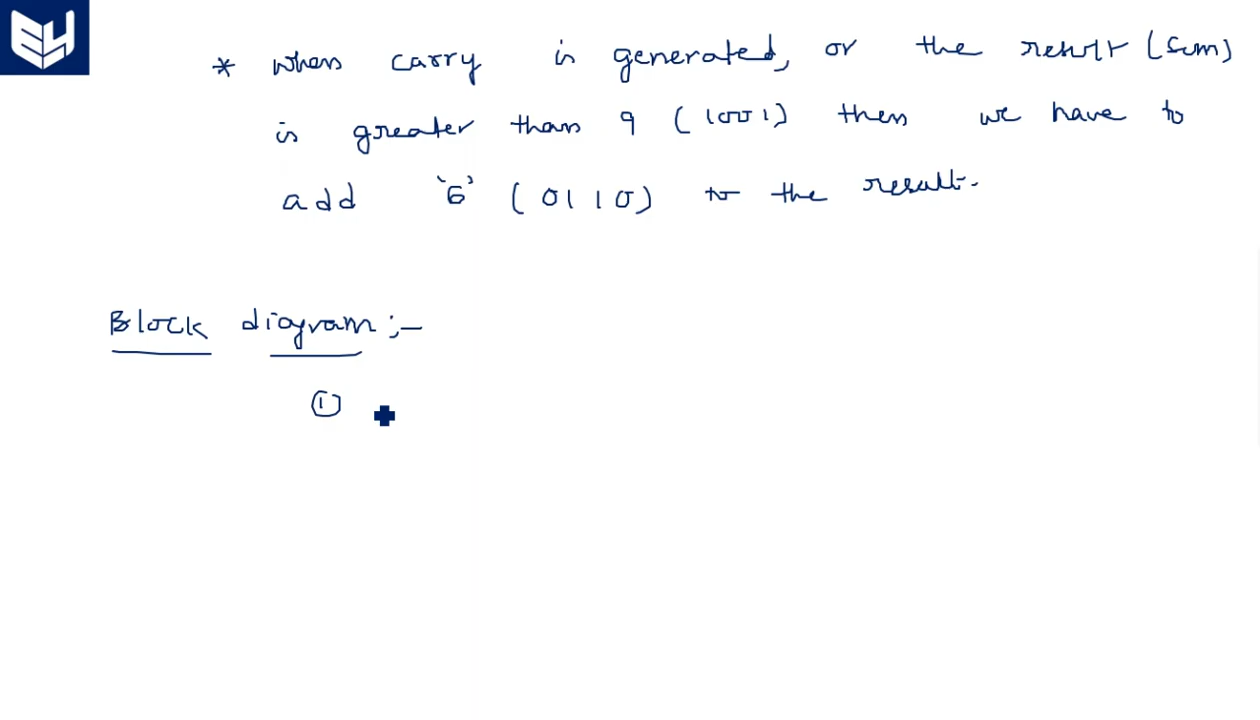 * when carry is generated, or the result (sum)
is greater than 9 (1001) then we have to
add '6' (0110) to the result.
Block diagram :-
①